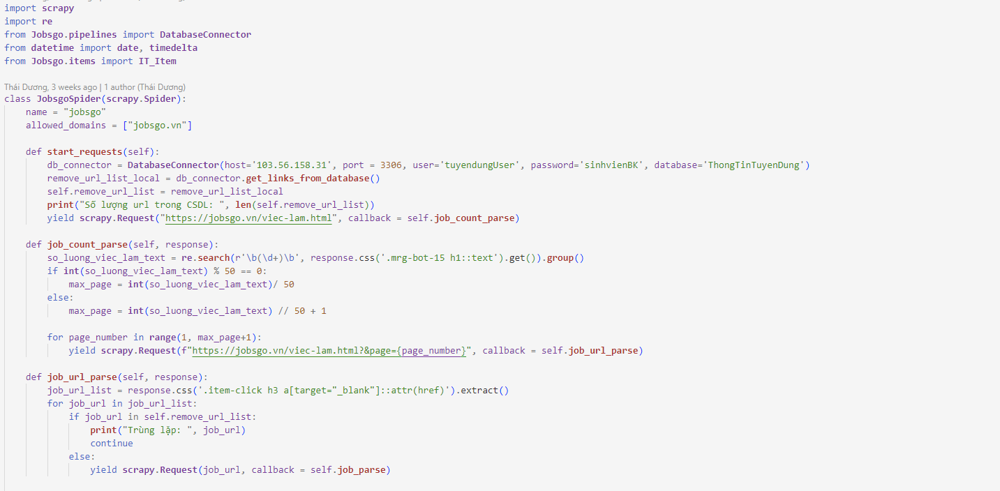 import scrapy
import re
from Jobsgo.pipelines import DatabaseConnector
from datetime import date, timedelta
from Jobsgo.items import IT_Item
Thái Dương, 3 weeks ago | 1 author (Thái Dương)
class JobsgoSpider(scrapy.Spider):
    name = "jobsgo"
    allowed_domains = ["jobsgo.vn"]
    def start_requests(self):
        db_connector = DatabaseConnector(host='103.56.158.31', port = 3306, user='tuyendungUser', password='sinhvienBK', database='ThongTinTuyenDung')
        remove_url_list_local = db_connector.get_links_from_database()
        self.remove_url_list = remove_url_list_local
        print("Số lượng url trong CSDL: ", len(self.remove_url_list))
        yield scrapy.Request("https://jobsgo.vn/viec-lam.html", callback = self.job_count_parse)
    def job_count_parse(self, response):
        so_luong_viec_lam_text = re.search(r'\b(\d+)\b', response.css('.mrg-bot-15 h1::text').get()).group()
        if int(so_luong_viec_lam_text) % 50 == 0:
            max_page = int(so_luong_viec_lam_text)/ 50
        else:
            max_page = int(so_luong_viec_lam_text) // 50 + 1
        for page_number in range(1, max_page+1):
            yield scrapy.Request(f"https://jobsgo.vn/viec-lam.html?&page={page_number}", callback = self.job_url_parse)
    def job_url_parse(self, response):
        job_url_list = response.css('.item-click h3 a[target="_blank"]::attr(href)').extract()
        for job_url in job_url_list:
            if job_url in self.remove_url_list:
                print("Trùng lặp: ", job_url)
                continue
            else:
                yield scrapy.Request(job_url, callback = self.job_parse)